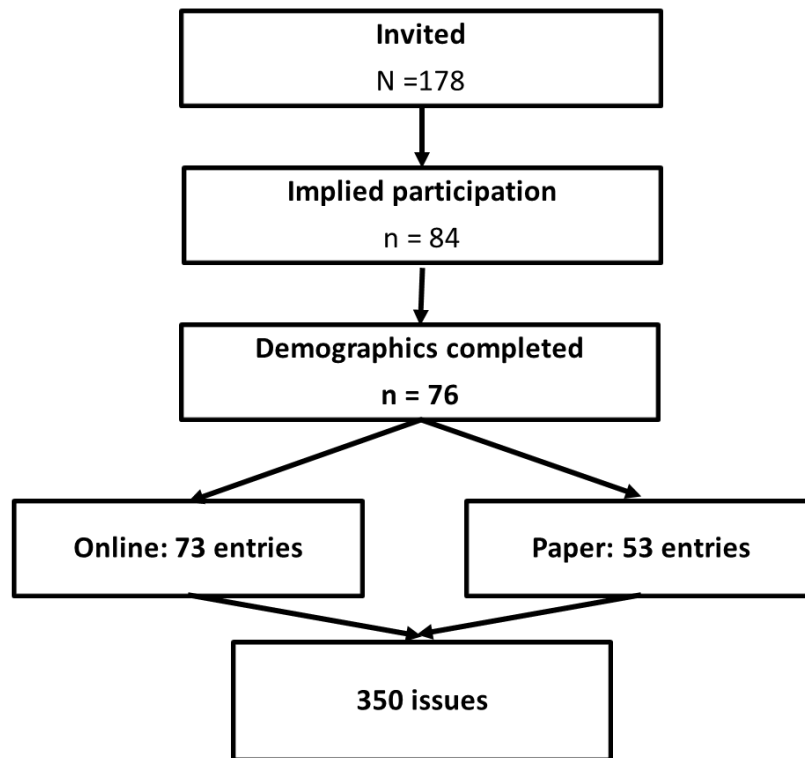 Invited
N =178
Implied participation
n = 84
Demographics completed
n = 76
Online: 73 entries
Paper: 53 entries
350 issues